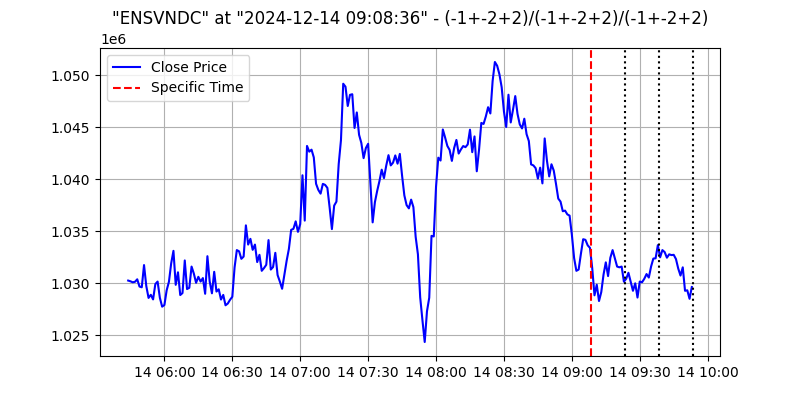 "ENSVNDC" at "2024-12-14 09:08:36" - (-1+-2+2)/(-1+-2+2)/(-1+-2+2)
1e6
Close Price
Specific Time
1.050
1.045
1.040
1.035
1.030
1.025
14 06:00 14 06:30 14 07:00 14 07:30 14 08:00 14 08:30 14 09:00 14 09:30 14 10:00